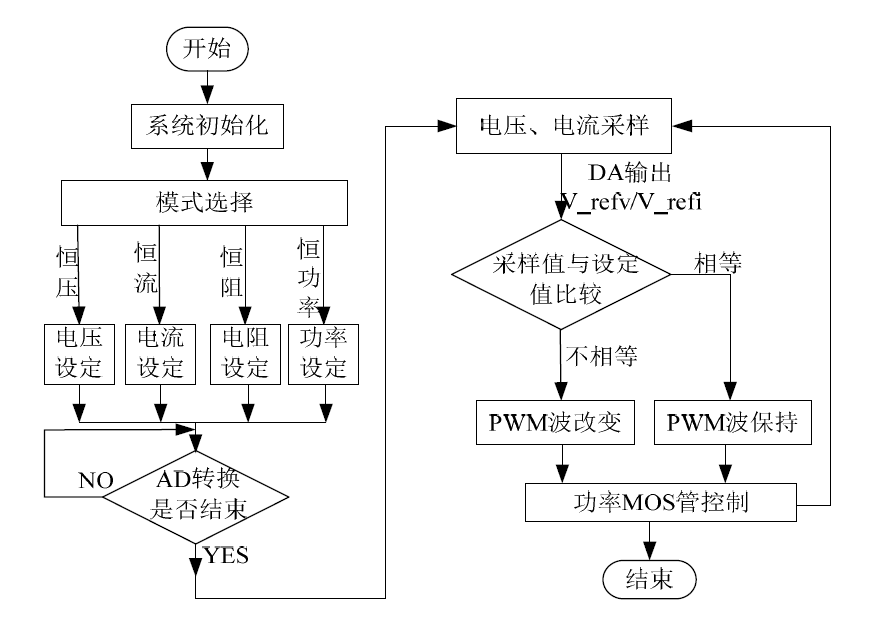 开始
系统初始化
模式选择
恒压
恒流
恒阻
恒功率
电压
设定
电流
设定
电阻
设定
功率
设定
NO
AD转换
是否结束
YES
电压、电流采样
DA输出
V_refv/V_refi
采样值与设定
值比较
相等
不相等
PWM波改变
PWM波保持
功率MOS管控制
结束